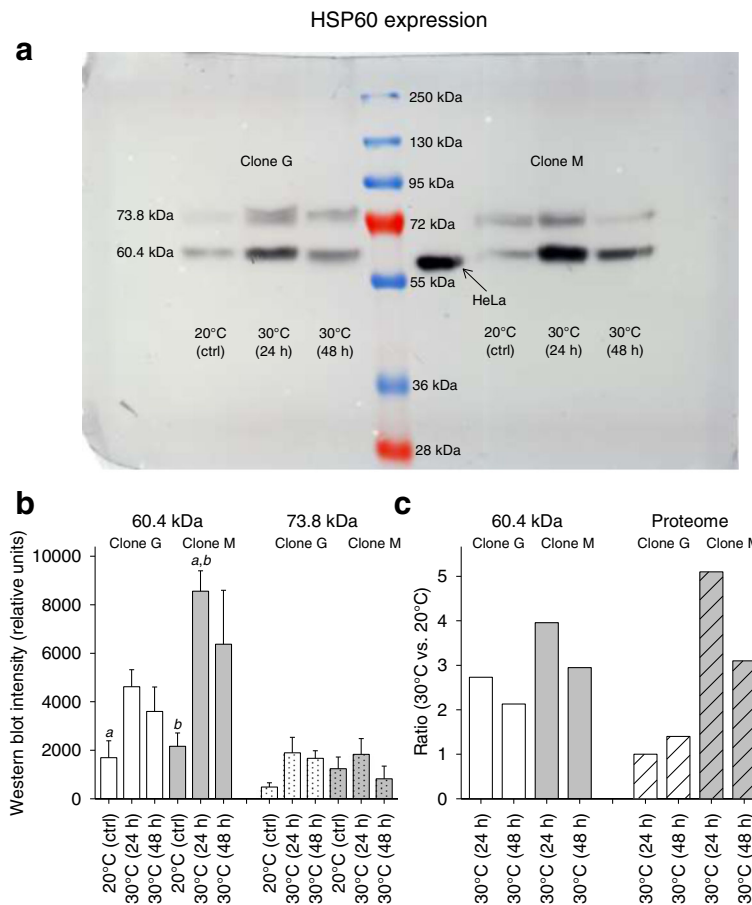 HSP60 expression
a
250 kDa
130 kDa
Clone G
Clone M
95 kDa
73.8 kDa
72 kDa
60.4 kDa
55 kDa
HeLa
20°C (ctrl)
30°C (24 h)
30°C (48 h)
20°C (ctrl)
30°C (24 h)
30°C (48 h)
36 kDa
28 kDa
b
60.4 kDa
73.8 kDa
Clone G
Clone M
Clone G
Clone M
Western blot intensity (relative units)
10000
8000
6000
4000
2000
0
a
b
a,b
20°C (ctrl)
30°C (24 h)
30°C (48 h)
20°C (ctrl)
30°C (24 h)
30°C (48 h)
20°C (ctrl)
30°C (24 h)
30°C (48 h)
20°C (ctrl)
30°C (24 h)
30°C (48 h)
c
60.4 kDa
Proteome
Clone G
Clone M
Clone G
Clone M
Ratio (30°C vs. 20°C)
5
4
3
2
1
0
30°C (24 h)
30°C (48 h)
30°C (24 h)
30°C (48 h)
30°C (24 h)
30°C (48 h)
30°C (24 h)
30°C (48 h)